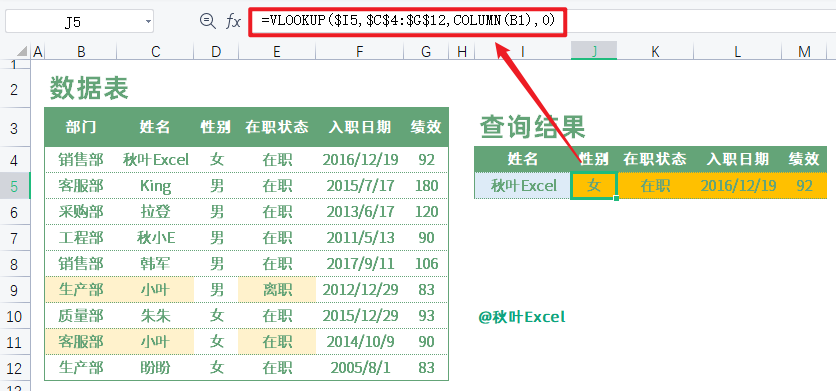 J5 fx =VLOOKUP($I5,$C$4:$G$12,COLUMN(B1),0)
A B C D E F G H I J K L M
1
2 数据表
3 部门 姓名 性别 在职状态 入职日期 绩效 查询结果
4 销售部 秋叶Excel 女 在职 2016/12/19 92 姓名 性别 在职状态 入职日期 绩效
5 客服部 King 男 在职 2015/7/17 180 秋叶Excel 女 在职 2016/12/19 92
6 采购部 拉登 男 在职 2013/6/17 120
7 工程部 秋小E 男 在职 2011/5/13 90
8 销售部 韩军 男 在职 2017/9/11 106
9 生产部 小叶 男 离职 2012/12/29 83
10 质量部 朱朱 女 在职 2015/12/29 93 @秋叶Excel
11 客服部 小叶 女 在职 2014/10/9 90
12 生产部 盼盼 女 在职 2005/8/1 83